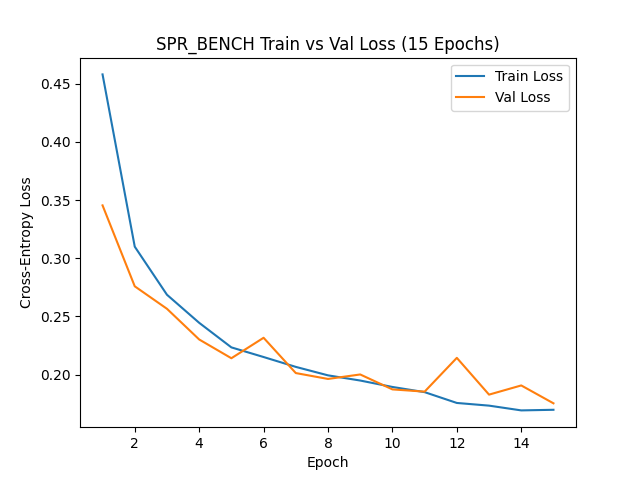 SPR_BENCH Train vs Val Loss (15 Epochs)
Train Loss
Val Loss
Cross-Entropy Loss
0.45
0.40
0.35
0.30
0.25
0.20
2 4 6 8 10 12 14
Epoch